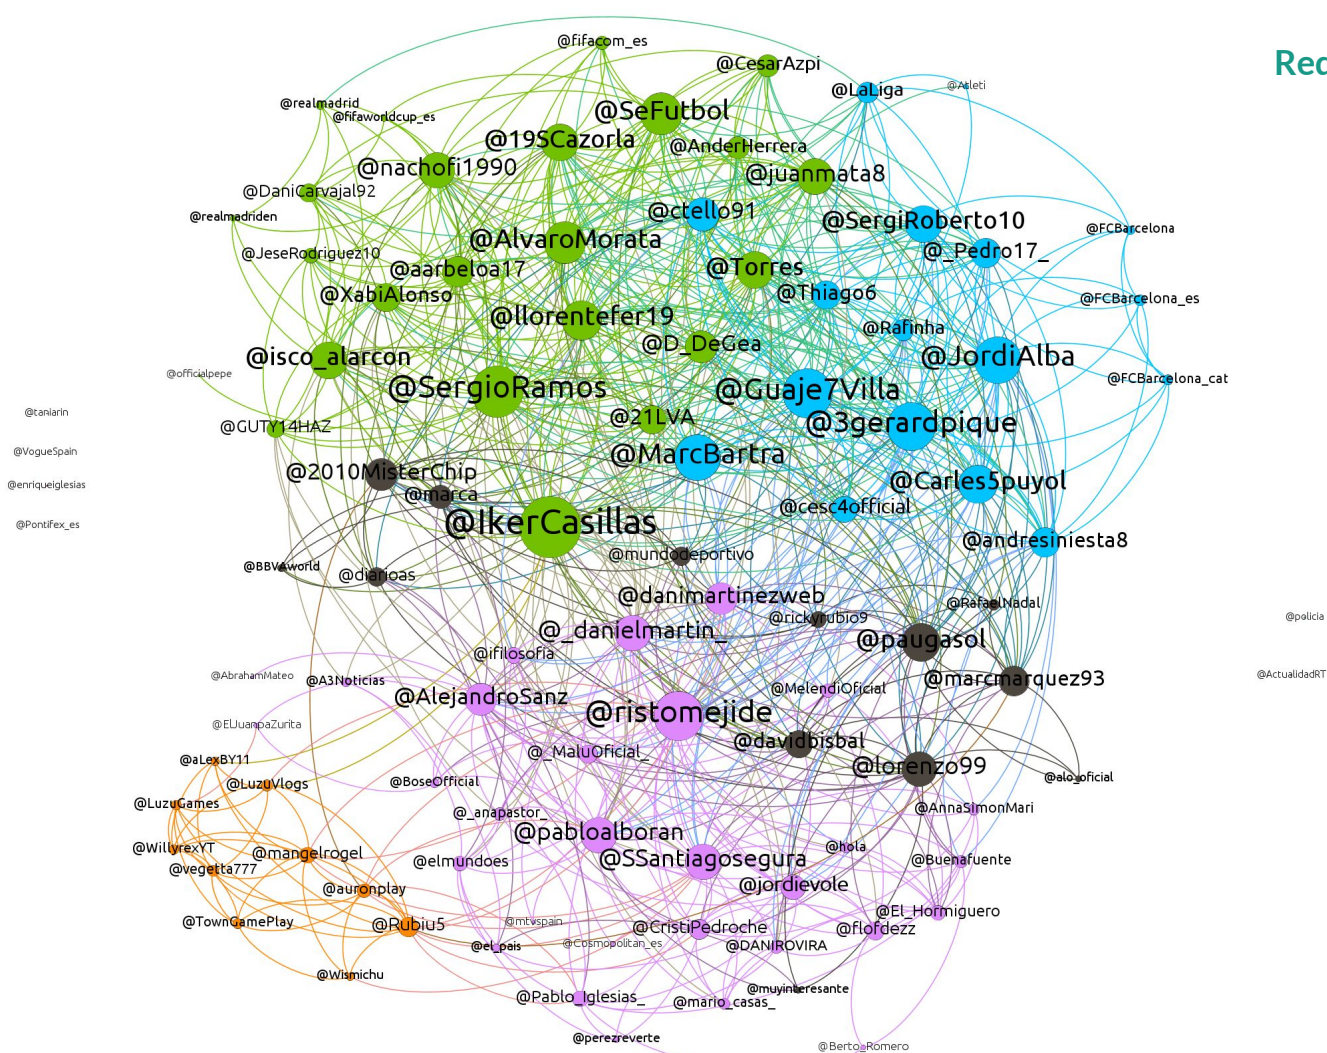 @fifacom_es
@CesarAzpi
Rec
@LaLiga
@Atleti
@realmadrid
@fifaworldcup_es
@SeFutbol
@19SCazorla
@AnderHerrera
@nachofi1990
@juanmata8
@DaniCarvajal92
@realmadriden
@ctello91
@SergiRoberto10
@FCBarcelona
@JeseRodriguez10
@AlvaroMorata
@_Pedro17_
@aarbeloa17
@Torres
@XabiAlonso
@Thiago6
@FCBarcelona_es
@llorentefer19
@Rafinha
@D_DeGea
@isco_alarcon
@JordiAlba
@officialpepe
@FCBarcelona_cat
@SergioRamos
@Guaje7Villa
@taniarin
@GUTY14HAZ
@21LVA
@3gerardpique
@VogueSpain
@MarcBartra
@2010MisterChip
@enriqueiglesias
@marca
@Carles5puyol
@cesc4official
@Pontifex_es
@IkerCasillas
@andresiniesta8
@mundodeportivo
@BBVAworld
@diarioas
@danimartinezweb
@RafaelNadal
@rickyrubio9
@policia
@_danielmartin_
@paugasol
@ifilosofia
@AbrahamMateo
@A3Noticias
@marcmarquez93
@ActualidadRT
@AlejandroSanz
@MelendiOficial
@ristomejide
@ElJuanpaZurita
@davidbisbal
@_MaluOficial_
@aLexBY11
@lorenzo99
@LuzuVlogs
@BoseOfficial
@alo_oficial
@LuzuGames
@_anapastor_
@AnnaSimonMari
@pabloalboran
@WillyrexYT
@mangelrogel
@hola
@elmundoes
@SSantiagosegura
@Buenafuente
@vegetta777
@auronplay
@jordievole
@El_Hormiguero
@TownGamePlay
@Rubiu5
@mtvspain
@CristiPedroche
@flofdezz
@el_pais
@Cosmopolitan_es
@DANIROVIRA
@Wismichu
@muyinteresante
@Pablo_Iglesias_
@mario_casas_
@perezreverte
@Berto_Romero